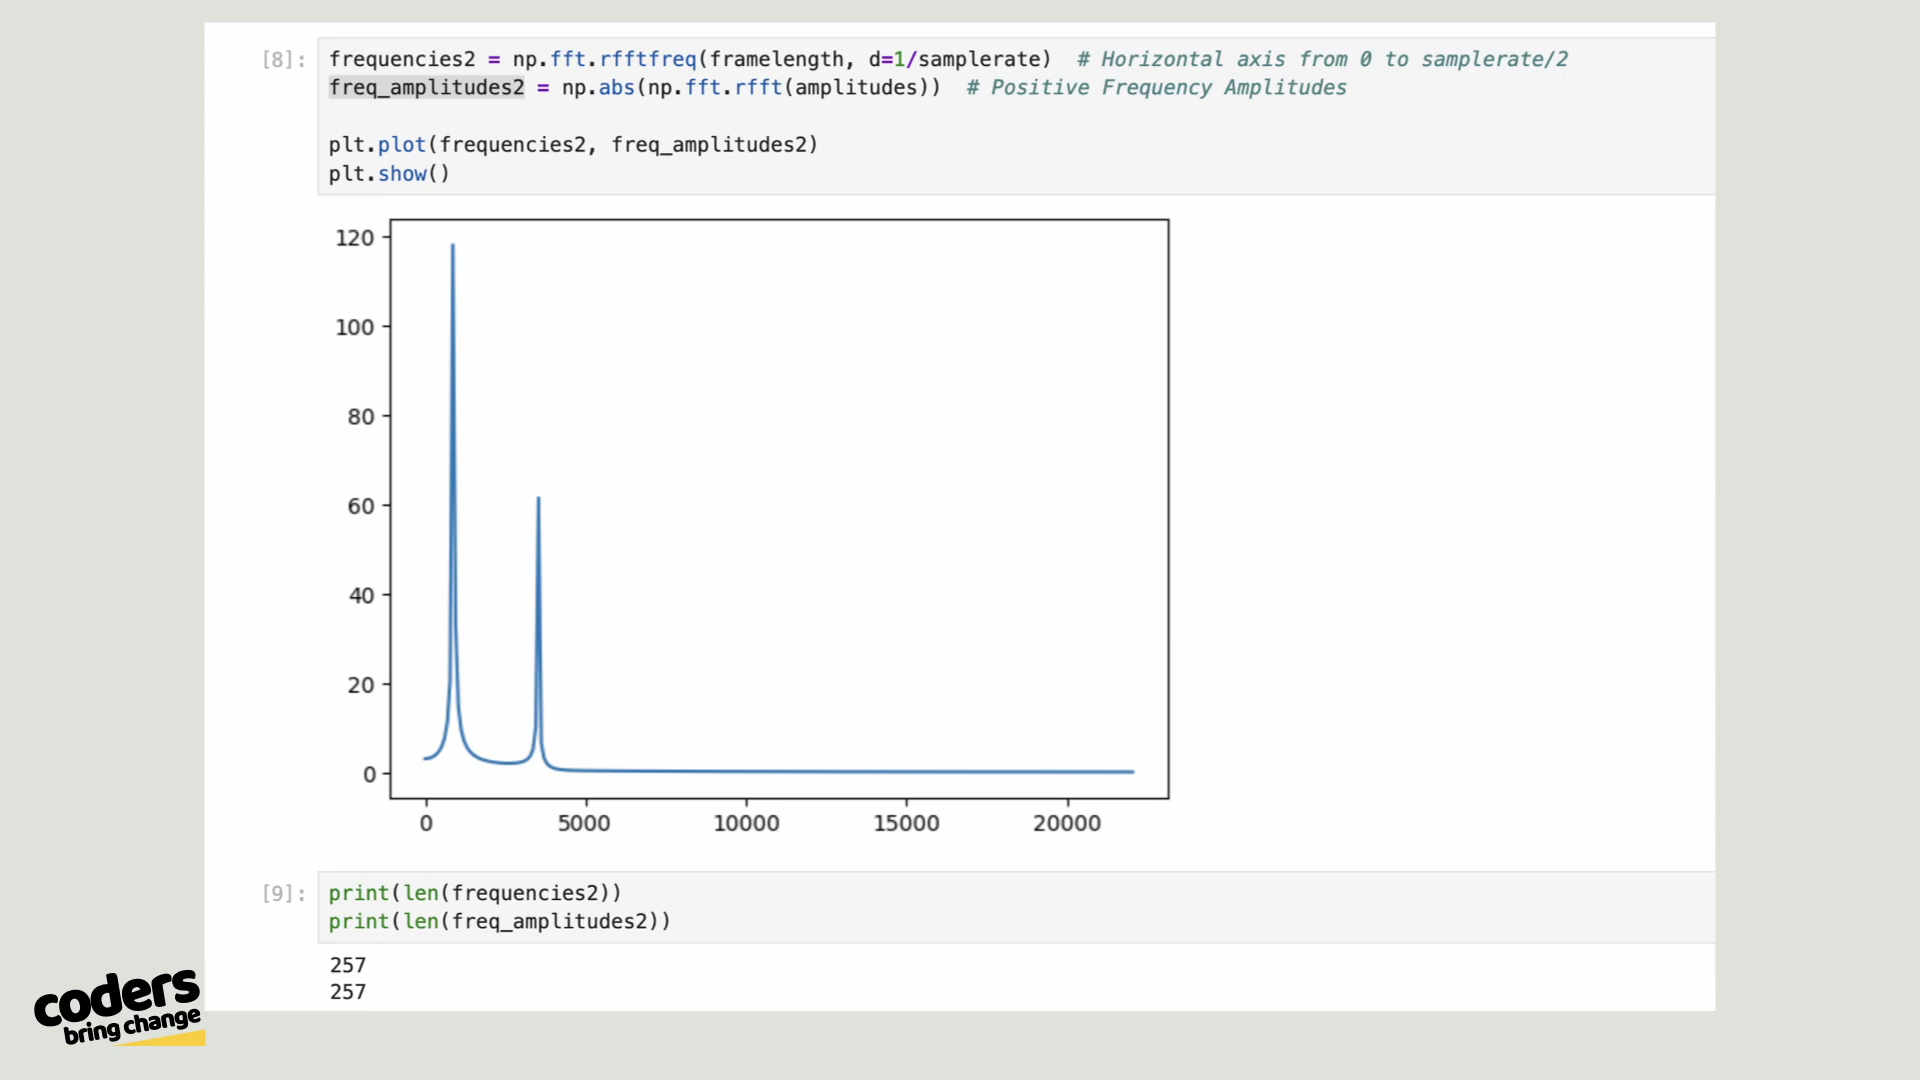 [8]: frequencies2 = np.fft.rfftfreq(framelength, d=1/samplerate)  # Horizontal axis from 0 to samplerate/2
freq_amplitudes2 = np.abs(np.fft.rfft(amplitudes))  # Positive Frequency Amplitudes
plt.plot(frequencies2, freq_amplitudes2)
plt.show()
120
100
80
60
40
20
0
0 5000 10000 15000 20000
[9]: print(len(frequencies2))
print(len(freq_amplitudes2))
257
257
coders
bring change